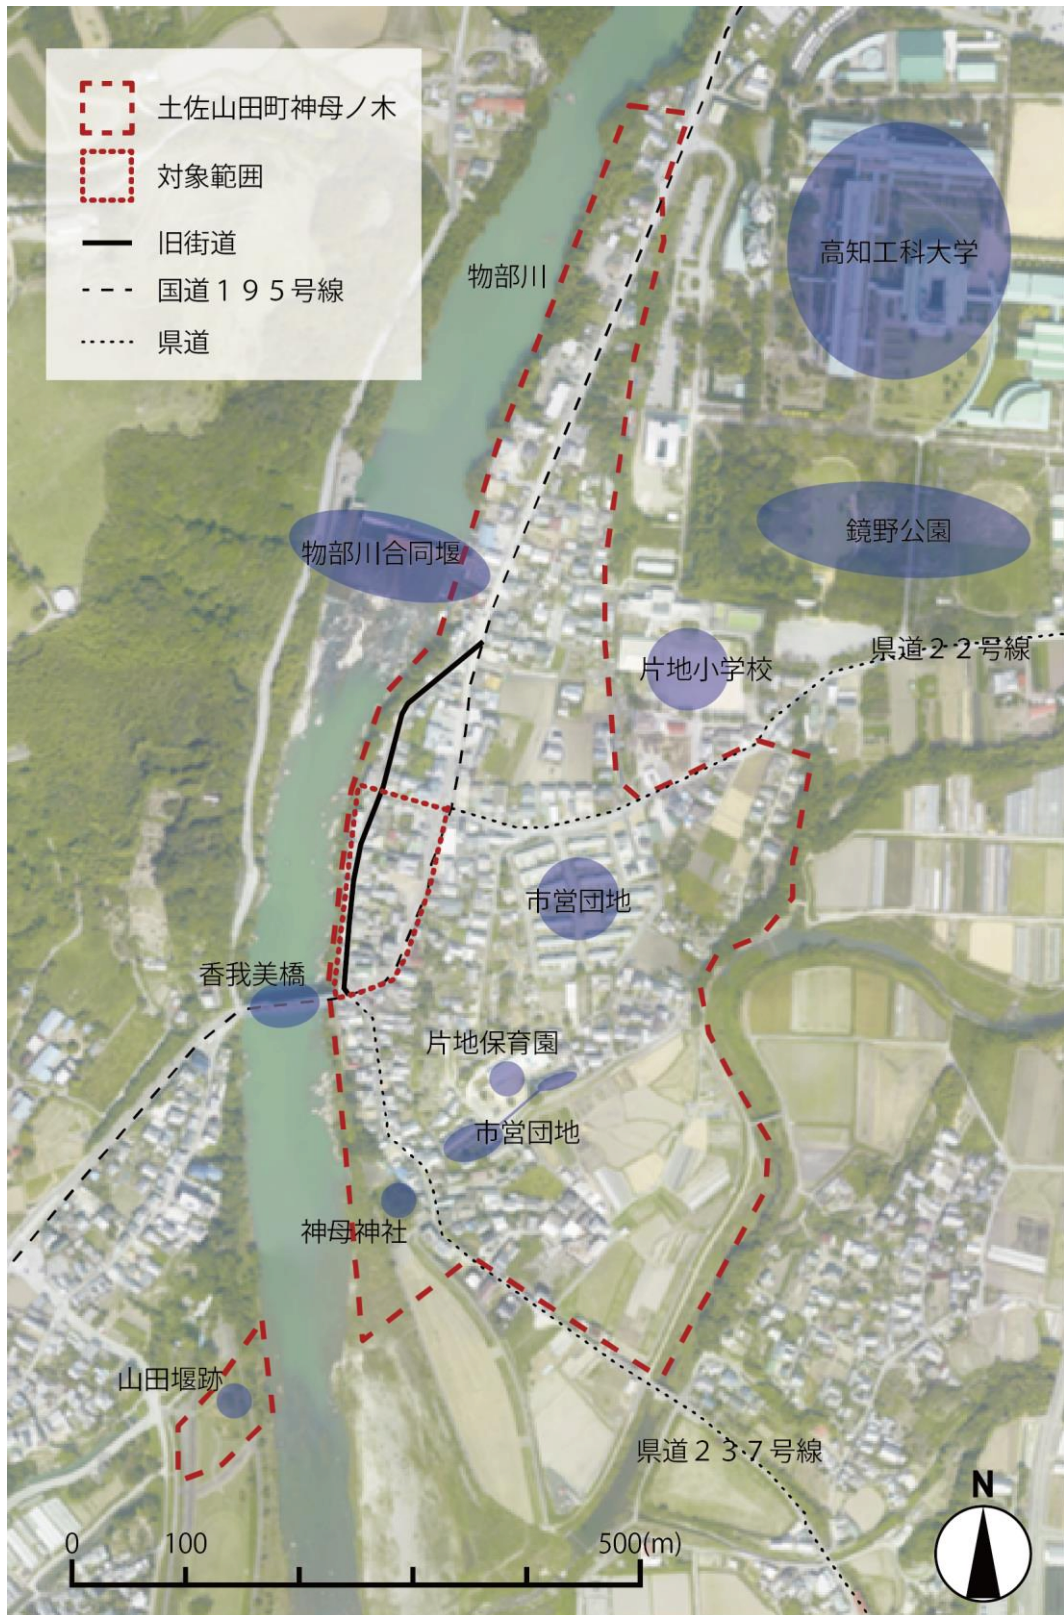 土佐山田町神母ノ木
対象範囲
旧街道
国道１９５号線
県道
物部川
高知工科大学
物部川合同堰
鏡野公園
片地小学校
県道２２号線
市営団地
香我美橋
片地保育園
市営団地
神母神社
山田堰跡
県道２３７号線
N
0 100 500(m)